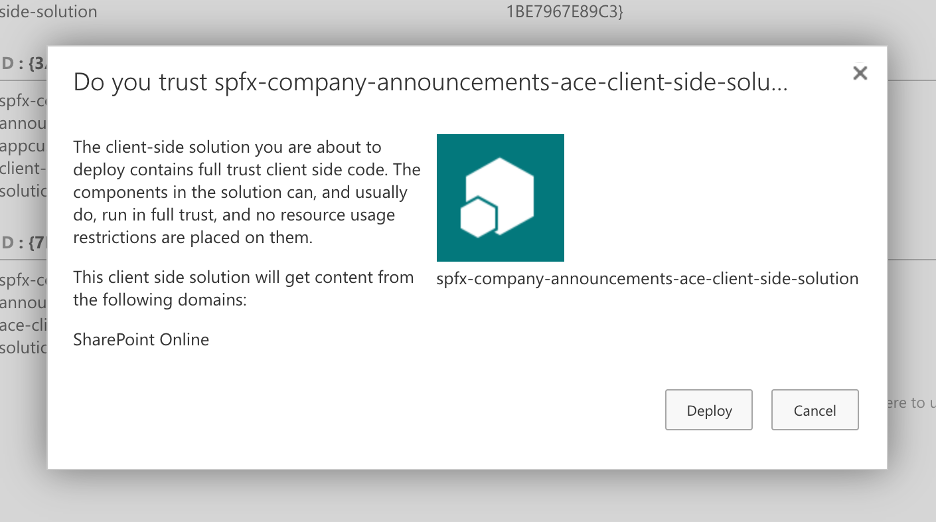 side-solution
1BE7967E89C3}
Do you trust spfx-company-announcements-ace-client-side-solu...
The client-side solution you are about to
deploy contains full trust client side code. The
components in the solution can, and usually
do, run in full trust, and no resource usage
restrictions are placed on them.
This client side solution will get content from
the following domains:
SharePoint Online
spfx-company-announcements-ace-client-side-solution
Deploy
Cancel
D : {3
spfx-c
annou
appcu
client-
solutic
D : {7
spfx-c
annou
ace-cli
solutic
ere to u